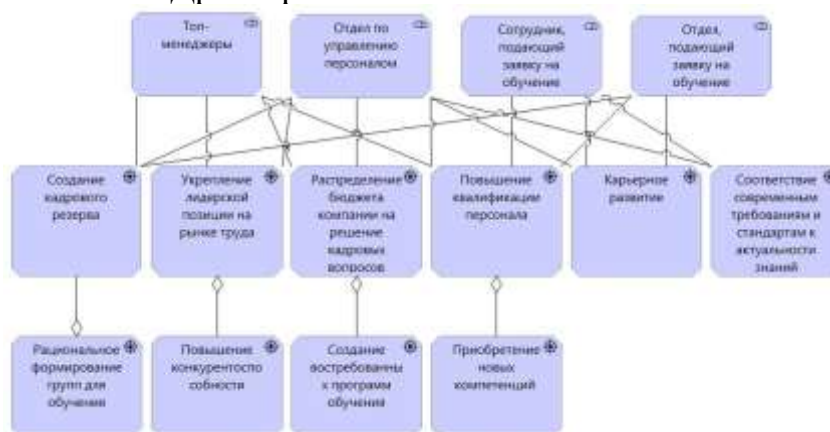 Топ-
менеджеры
Отдел по
управлению
персоналом
Сотрудник,
подающий
заявку на
обучение
Отдел,
подающий
заявку на
обучение
Создание
кадрового
резерва
Укрепление
лидерской
позиции на
рынке труда
Распределение
бюджета
компании на
решение
кадровых
вопросов
Повышение
квалификации
персонала
Карьерное
развитие
Соответствие
современным
требованиям и
стандартам к
актуальности
знаний
Рациональное
формирование
групп для
обучения
Повышение
конкурентоспо
собности
Создание
востребованны
х программ
обучения
Приобретение
новых
компетенций